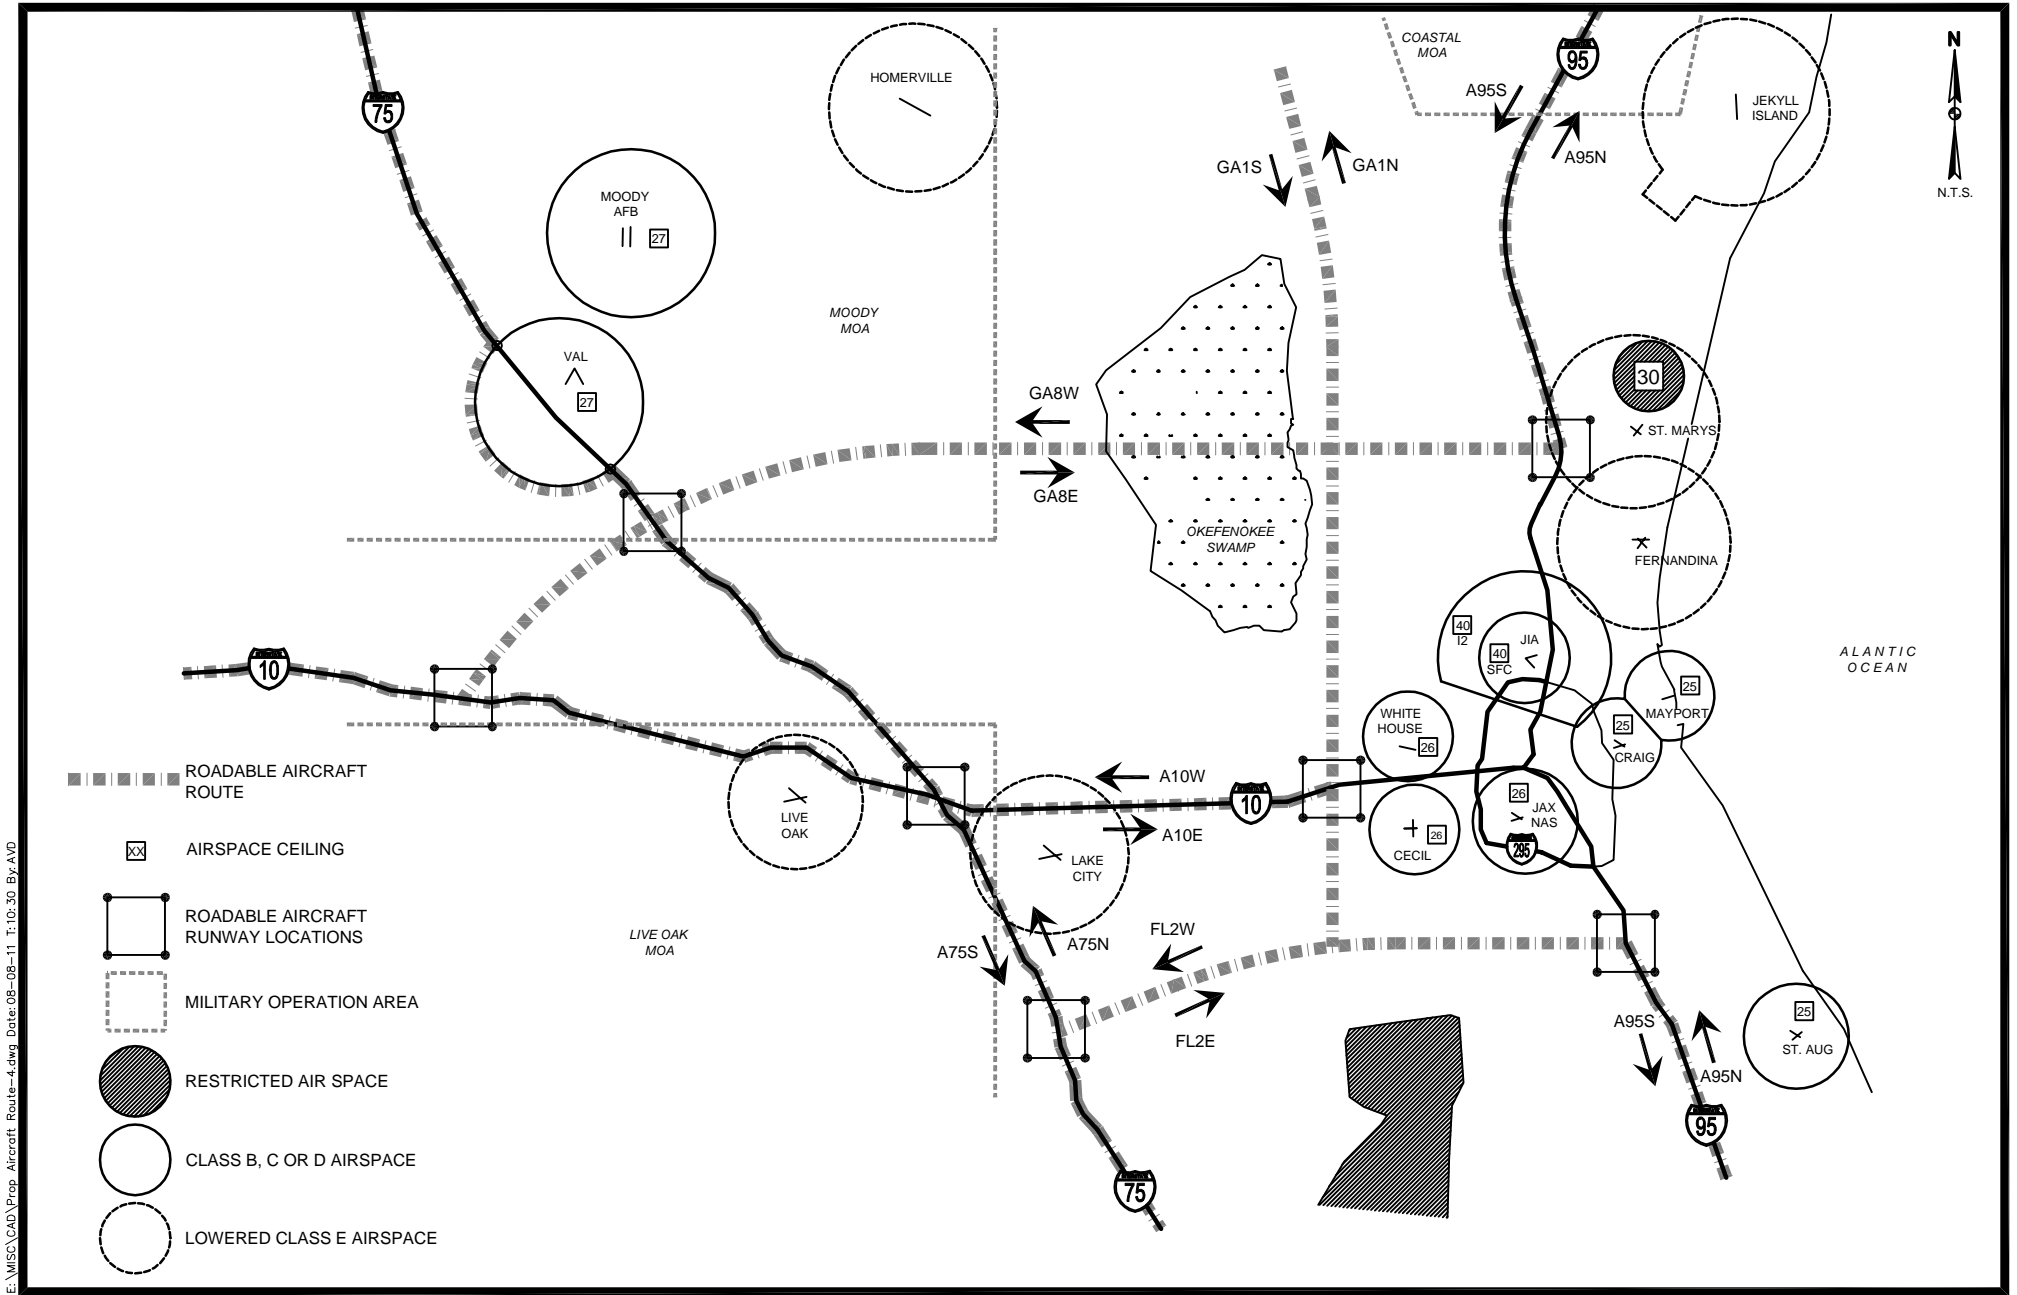 COASTAL
MOA
95
N
N.T.S.
75
HOMERVILLE
A95S
A95N
JEKYLL
ISLAND
GA1S
GA1N
MOODY
AFB
27
MOODY
MOA
VAL
27
GA8W
GA8E
30
ST. MARYS
OKEFENOKEE
SWAMP
FERNANDINA
40
I2
JIA
40
SFC
ALANTIC
OCEAN
10
25
MAYPORT
WHITE
HOUSE
26
25
CRAIG
ROADABLE AIRCRAFT
ROUTE
A10W
10
A10E
LIVE
OAK
26
JAX
NAS
295
26
CECIL
XX
AIRSPACE CEILING
LAKE
CITY
ROADABLE AIRCRAFT
RUNWAY LOCATIONS
LIVE OAK
MOA
A75S
A75N
FL2W
FL2E
MILITARY OPERATION AREA
25
ST. AUG
A95S
A95N
RESTRICTED AIR SPACE
95
CLASS B, C OR D AIRSPACE
75
LOWERED CLASS E AIRSPACE
E:\MISC\CAD\Prop Aircraft Route-4.dwg Date:08-08-11 T:10:30 By:AVD